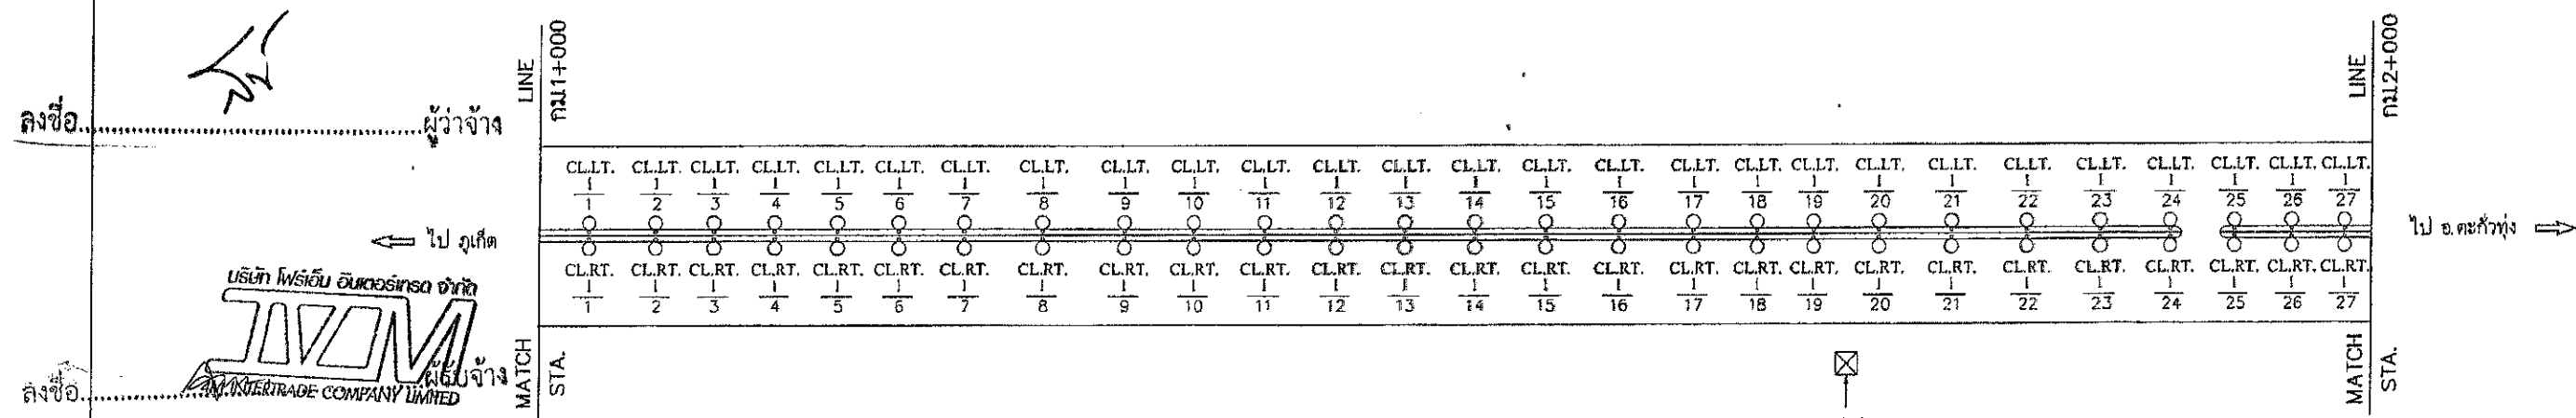 ลงชื่อ........................................ผู้ว่าจ้าง
LINE
กม.1+000
LINE
กม.2+000
CL.LT. CL.LT. CL.LT. CL.LT. CL.LT. CL.LT. CL.LT. CL.LT. CL.LT. CL.LT. CL.LT. CL.LT. CL.LT. CL.LT. CL.LT. CL.LT. CL.LT. CL.LT. CL.LT. CL.LT. CL.LT. CL.LT. CL.LT. CL.LT. CL.LT. CL.LT. CL.LT.
1 1 1 1 1 1 1 1 1 1 1 1 1 1 1 1 1 1 1 1 1 1 1 1 1 1 1
1 2 3 4 5 6 7 8 9 10 11 12 13 14 15 16 17 18 19 20 21 22 23 24 25 26 27
ไป ภูเก็ต
ไป อ.ตะกั่วทุ่ง
CL.RT. CL.RT. CL.RT. CL.RT. CL.RT. CL.RT. CL.RT. CL.RT. CL.RT. CL.RT. CL.RT. CL.RT. CL.RT. CL.RT. CL.RT. CL.RT. CL.RT. CL.RT. CL.RT. CL.RT. CL.RT. CL.RT. CL.RT. CL.RT. CL.RT. CL.RT. CL.RT.
1 1 1 1 1 1 1 1 1 1 1 1 1 1 1 1 1 1 1 1 1 1 1 1 1 1 1
1 2 3 4 5 6 7 8 9 10 11 12 13 14 15 16 17 18 19 20 21 22 23 24 25 26 27
บริษัท โฟร์เอ็ม อินเตอร์เทรด จำกัด
ลงชื่อ........................................ผู้รับจ้าง
INTERTRADE COMPANY LIMITED
MATCH
STA.
MATCH
STA.